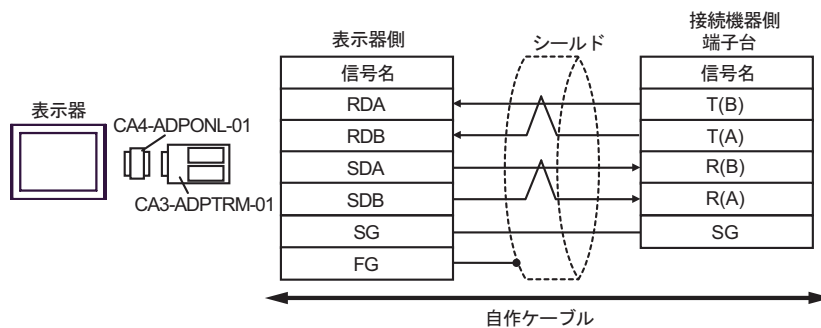 表示器
CA4-ADPONL-01
CA3-ADPTRM-01
表示器側
信号名
RDA
RDB
SDA
SDB
SG
FG
シールド
接続機器側
端子台
信号名
T(B)
T(A)
R(B)
R(A)
SG
自作ケーブル